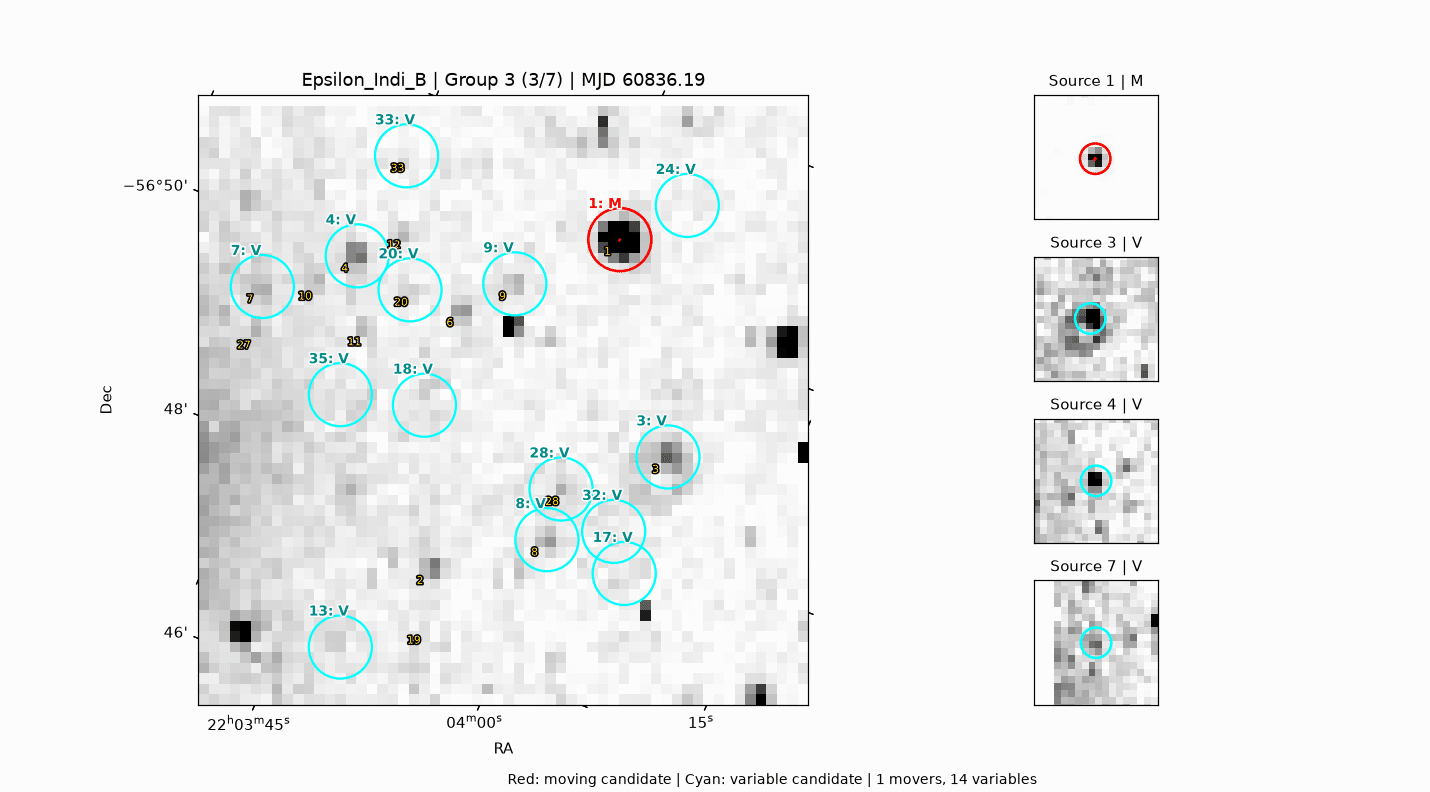 Epsilon_Indi_B | Group 3 (3/7) | MJD 60836.19
Source 1 | M
33: V
33
24: V
−56°50'
1: M
1
4: V
12
4
20: V
20
9: V
9
7: V
7
10
6
27
11
Source 3 | V
35: V
18: V
Dec
48'
3: V
3
Source 4 | V
28: V
28
32: V
8: V
8
17: V
2
Source 7 | V
13: V
19
46'
22ʰ03ᵐ45ˢ
04ᵐ00ˢ
15ˢ
RA
Red: moving candidate | Cyan: variable candidate | 1 movers, 14 variables